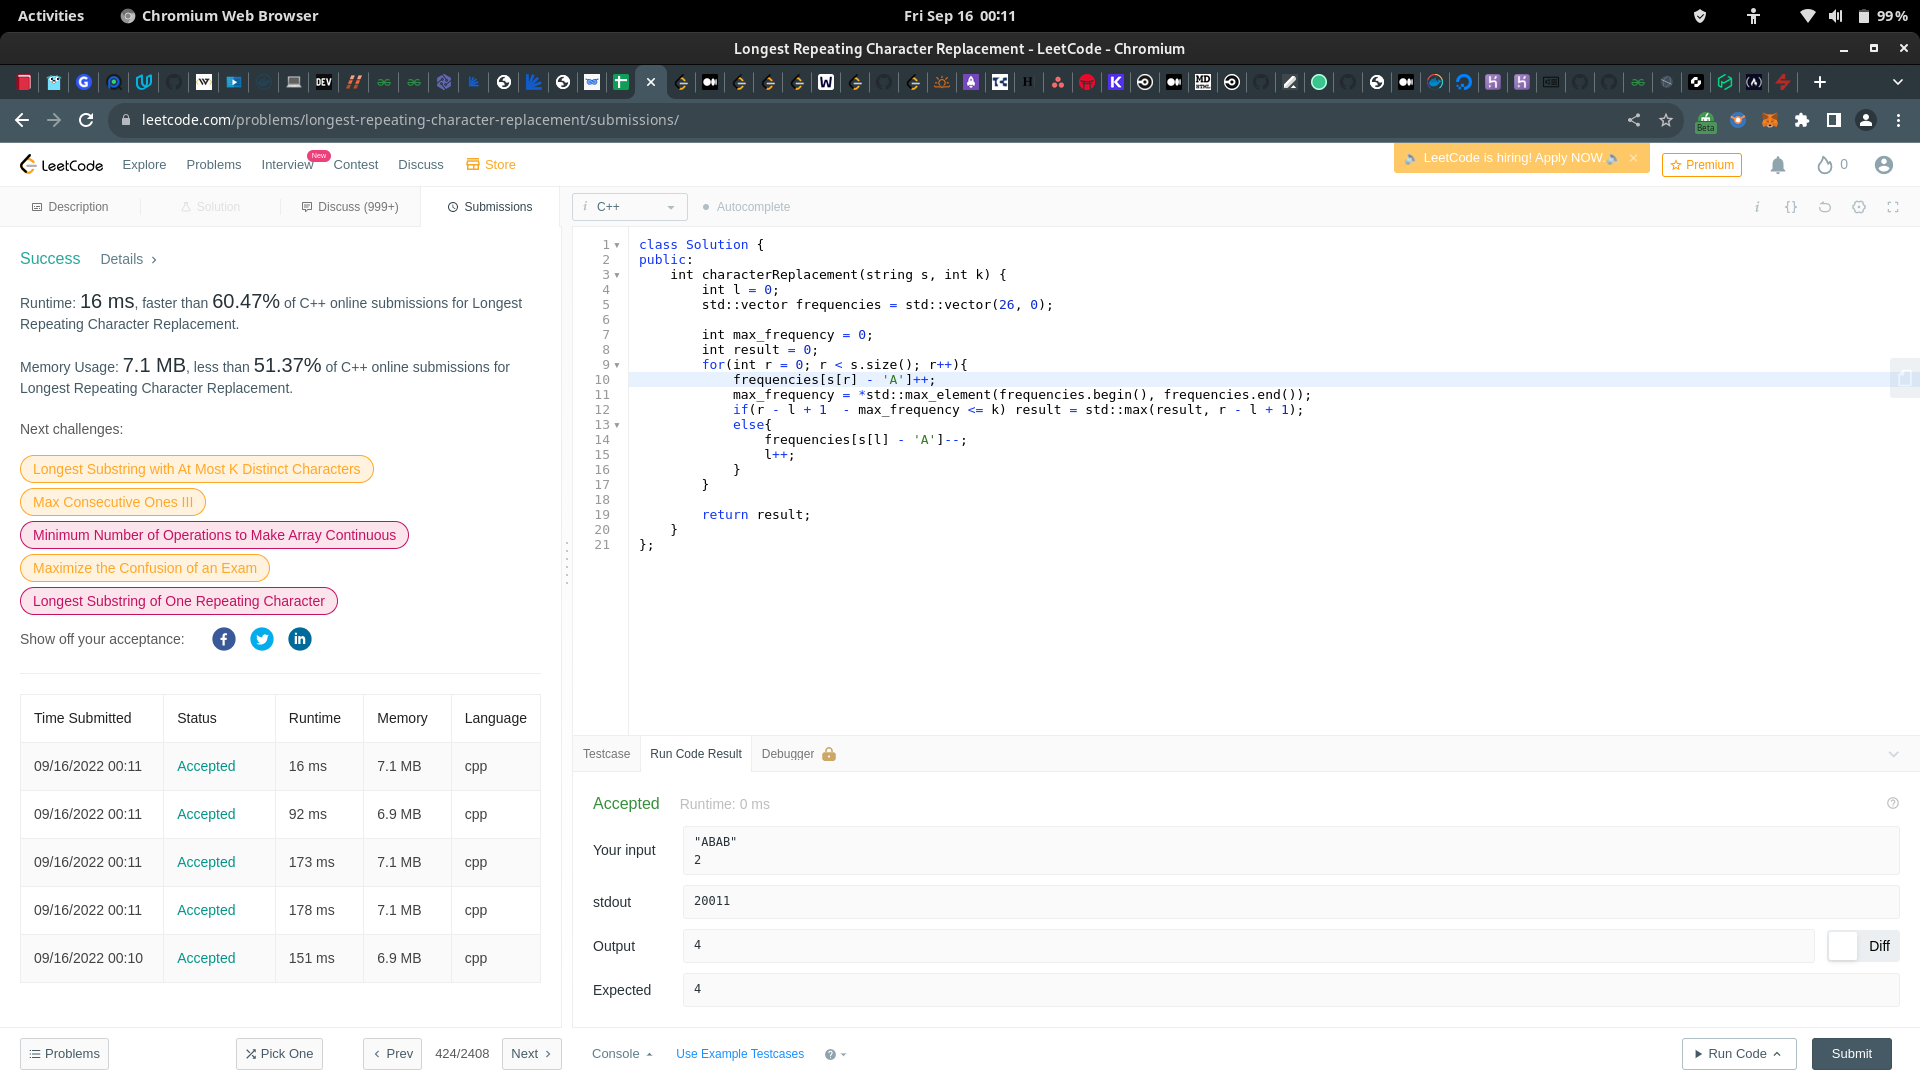 Activities
Chromium Web Browser
Fri Sep 16 00:11
99%
Longest Repeating Character Replacement - LeetCode - Chromium
leetcode.com/problems/longest-repeating-character-replacement/submissions/
Beta
LeetCode
Explore
Problems
Interview
New
Contest
Discuss
Store
LeetCode is hiring! Apply NOW.
Premium
0
Description
Solution
Discuss (999+)
Submissions
i C++
Autocomplete
Success
Details
Runtime: 16 ms, faster than 60.47% of C++ online submissions for Longest
Repeating Character Replacement.
Memory Usage: 7.1 MB, less than 51.37% of C++ online submissions for
Longest Repeating Character Replacement.
Next challenges:
Longest Substring with At Most K Distinct Characters
Max Consecutive Ones III
Minimum Number of Operations to Make Array Continuous
Maximize the Confusion of an Exam
Longest Substring of One Repeating Character
Show off your acceptance:
Time Submitted Status Runtime Memory Language
09/16/2022 00:11 Accepted 16 ms 7.1 MB cpp
09/16/2022 00:11 Accepted 92 ms 6.9 MB cpp
09/16/2022 00:11 Accepted 173 ms 7.1 MB cpp
09/16/2022 00:11 Accepted 178 ms 7.1 MB cpp
09/16/2022 00:10 Accepted 151 ms 6.9 MB cpp
1 class Solution {
2 public:
3     int characterReplacement(string s, int k) {
4         int l = 0;
5         std::vector frequencies = std::vector(26, 0);
6
7         int max_frequency = 0;
8         int result = 0;
9         for(int r = 0; r < s.size(); r++){
10             frequencies[s[r] - 'A']++;
11             max_frequency = *std::max_element(frequencies.begin(), frequencies.end());
12             if(r - l + 1  - max_frequency <= k) result = std::max(result, r - l + 1);
13             else{
14                 frequencies[s[l] - 'A']--;
15                 l++;
16             }
17         }
18
19         return result;
20     }
21 };
Testcase
Run Code Result
Debugger
Accepted
Runtime: 0 ms
Your input
"ABAB"
2
stdout
20011
Output
4
Diff
Expected
4
Problems
Pick One
Prev
424/2408
Next
Console
Use Example Testcases
Run Code
Submit